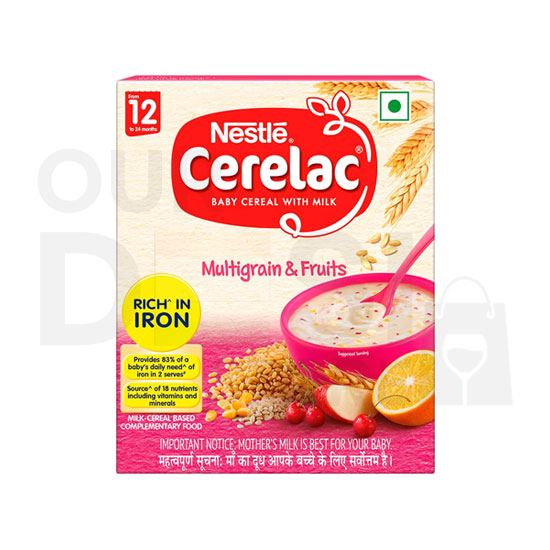 From
12
to 24 months
Nestlé®
Cerelac®
BABY CEREAL WITH MILK
Multigrain & Fruits
RICH^ IN
IRON
Provides 83% of a
baby's daily need^ of
iron in 2 serves#
Source^ of 18 nutrients
including vitamins and
minerals
MILK-CEREAL BASED
COMPLEMENTARY FOOD
Suggested Serving
IMPORTANT NOTICE: MOTHER'S MILK IS BEST FOR YOUR BABY.
महत्वपूर्ण सूचना: माँ का दूध आपके बच्चे के लिए सर्वोत्तम है।